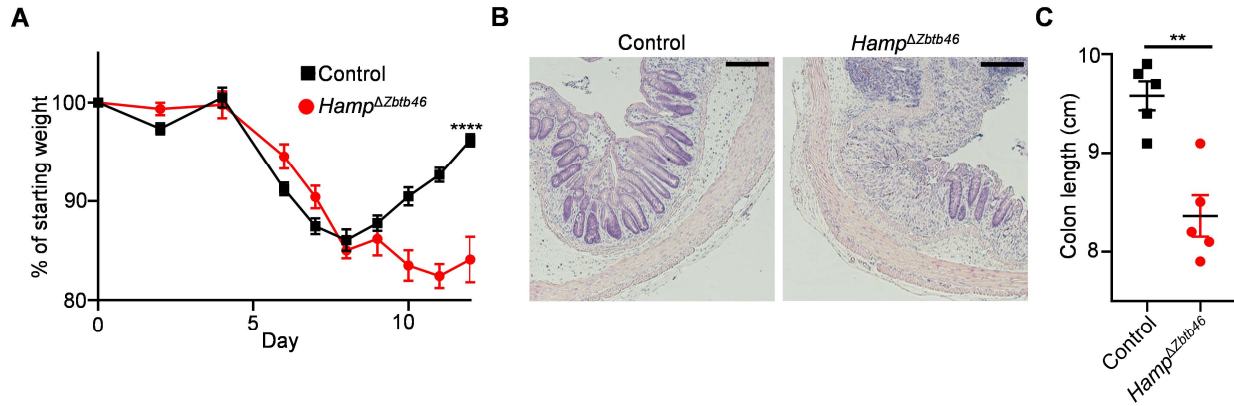 A
% of starting weight
100
90
80
0
5
10
Day
Control
Hamp^ΔZbtb46
****
B
Control
Hamp^ΔZbtb46
C
Colon length (cm)
10
9
8
**
Control
Hamp^ΔZbtb46